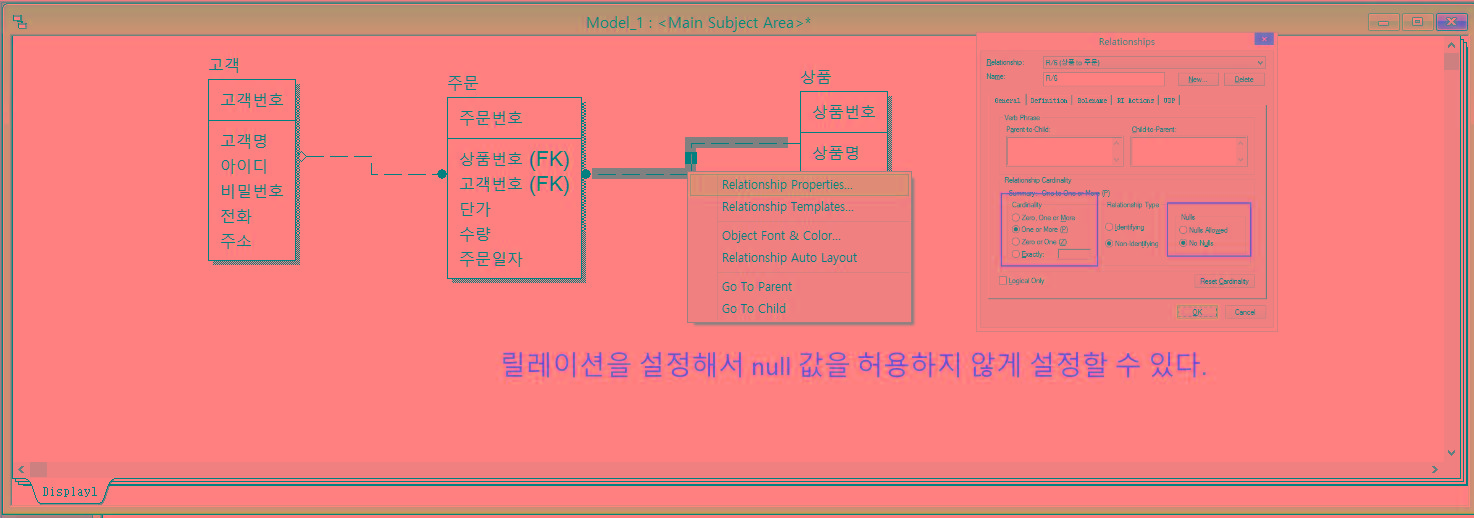 Model_1 : <Main Subject Area>*
고객
고객번호
고객명
아이디
비밀번호
전화
주소
주문
주문번호
상품번호 (FK)
고객번호 (FK)
단가
수량
주문일자
상품
상품번호
상품명
Relationship Properties...
Relationship Templates...
Object Font & Color...
Relationship Auto Layout
Go To Parent
Go To Child
Relationships
Relationship: R/6 (상품 to 주문)
Name: R/6 New... Delete
General Definition Rolename RI Actions UDP
Verb Phrase
Parent-to-Child: Child-to-Parent:
Relationship Cardinality
Summary: One-to-One-or-More (P)
Cardinality Relationship Type Nulls
Zero, One or More
One or More (P)
Zero or One (Z)
Exactly:
Identifying
Non-identifying
Nulls Allowed
No Nulls
Logical Only Reset Cardinality
OK Cancel
릴레이션을 설정해서 null 값을 허용하지 않게 설정할 수 있다.
Display1